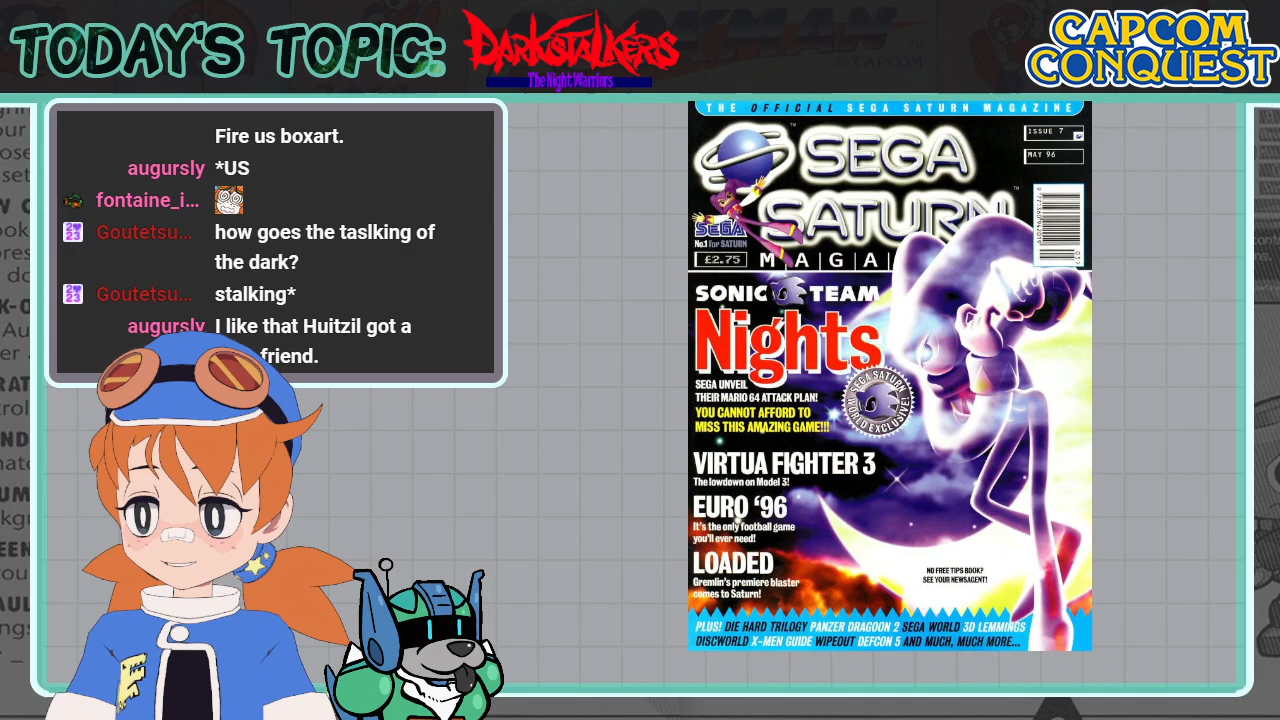 TODAY'S TOPIC:
DARKSTALKERS
The Night Warriors
CAPCOM
CONQUEST
Fire us boxart.
augursly *US
fontaine_i...
Goutetsu... how goes the taslking of
the dark?
Goutetsu... stalking*
augursly I like that Huitzil got a
friend.
THE OFFICIAL SEGA SATURN MAGAZINE
SEGA
SATURN
ISSUE 7
MAY 96
SEGA
No.1 for SATURN
£2.75
MAGA
SONIC TEAM
Nights
SEGA UNVEIL
THEIR MARIO 64 ATTACK PLAN!
YOU CANNOT AFFORD TO
MISS THIS AMAZING GAME!!!
SEGA SATURN
WORLD EXCLUSIVE!
VIRTUA FIGHTER 3
The lowdown on Model 3!
EURO '96
It's the only football game
you'll ever need!
LOADED
Gremlin's premiere blaster
comes to Saturn!
NO FREE TIPS BOOK?
SEE YOUR NEWSAGENT!
PLUS! DIE HARD TRILOGY PANZER DRAGOON 2 SEGA WORLD 3D LEMMINGS
DISCWORLD X-MEN GUIDE WIPEOUT DEFCON 5 AND MUCH, MUCH MORE...